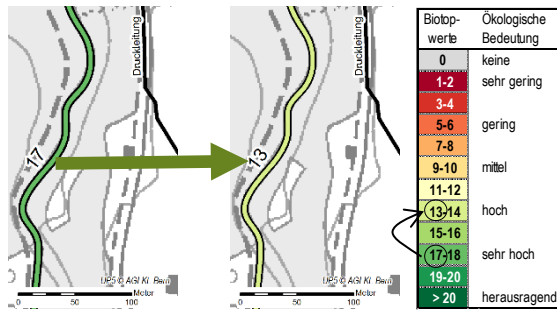 Druckleitung
17
UP5 © AGI Kt. Bern
Meter
0 50 100
Druckleitung
13
UP5 © AGI Kt. Bern
Meter
0 50 100
Biotop-werte Ökologische Bedeutung
0 keine
1-2 sehr gering
3-4
5-6 gering
7-8
9-10 mittel
11-12
13-14 hoch
15-16
17-18 sehr hoch
19-20
> 20 herausragend